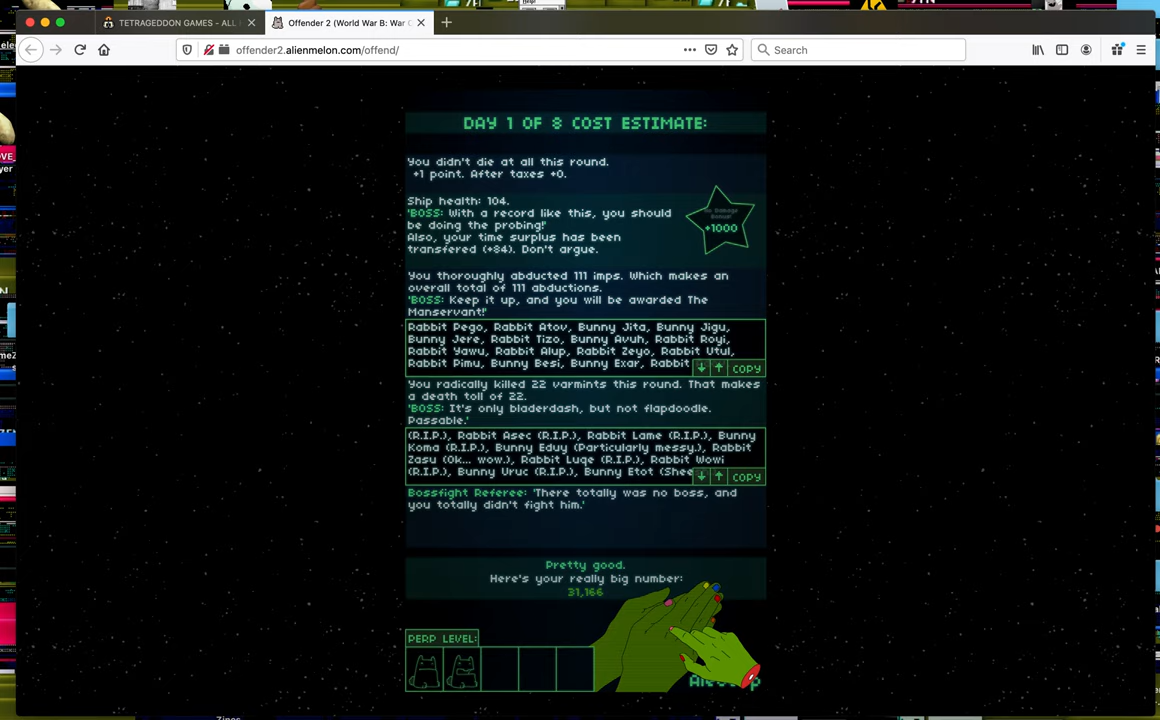 TETRAGEDDON GAMES - ALL
Offender 2 (World War B: War
offender2.alienmelon.com/offend/
Search
DAY 1 OF 8 COST ESTIMATE:
You didn't die at all this round.
+1 point. After taxes +0.
Ship health: 104.
'BOSS: With a record like this, you should
be doing the probing!'
Also, your time surplus has been
transfered (+84). Don't argue.
No Damage
Bonus!
+1000
You thoroughly abducted 111 imps. Which makes an
overall total of 111 abductions.
'BOSS: Keep it up, and you will be awarded The
Manservant!'
Rabbit Pego, Rabbit Atov, Bunny Jita, Bunny Jigu,
Bunny Jere, Rabbit Tizo, Bunny Avuh, Rabbit Royi,
Rabbit Yawu, Rabbit Alup, Rabbit Zeyo, Rabbit Utul,
Rabbit Pimu, Bunny Besi, Bunny Exar, Rabbit
COPY
You radically killed 22 varmints this round. That makes
a death toll of 22.
'BOSS: It's only bladerdash, but not flapdoodle.
Passable.'
(R.I.P.), Rabbit Asec (R.I.P.), Rabbit Lame (R.I.P.), Bunny
Koma (R.I.P.), Bunny Eduy (Particularly messy.), Rabbit
Zasu (Ok... wow.), Rabbit Luqe (R.I.P.), Rabbit Wowi
(R.I.P.), Bunny Uruc (R.I.P.), Bunny Etot (Shee
COPY
Bossfight Referee: 'There totally was no boss, and
you totally didn't fight him.'
Pretty good.
Here's your really big number:
31,166
PERP LEVEL: